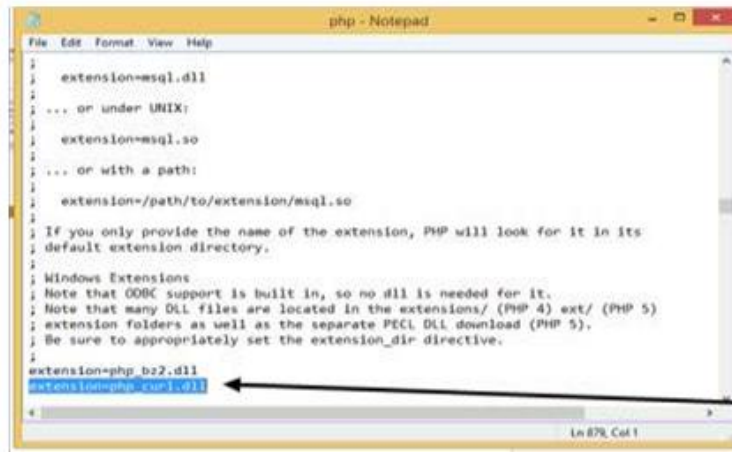 php - Notepad
File Edit Format View Help
;
;   extension=msql.dll
;
; ... or under UNIX:
;
;   extension=msql.so
;
; ... or with a path:
;
;   extension=/path/to/extension/msql.so
;
; If you only provide the name of the extension, PHP will look for it in its
; default extension directory.
;
; Windows Extensions
; Note that ODBC support is built in, so no dll is needed for it.
; Note that many DLL files are located in the extensions/ (PHP 4) ext/ (PHP 5)
; extension folders as well as the separate PECL DLL download (PHP 5).
; Be sure to appropriately set the extension_dir directive.
;
extension=php_bz2.dll
extension=php_curl.dll
Ln 879, Col 1